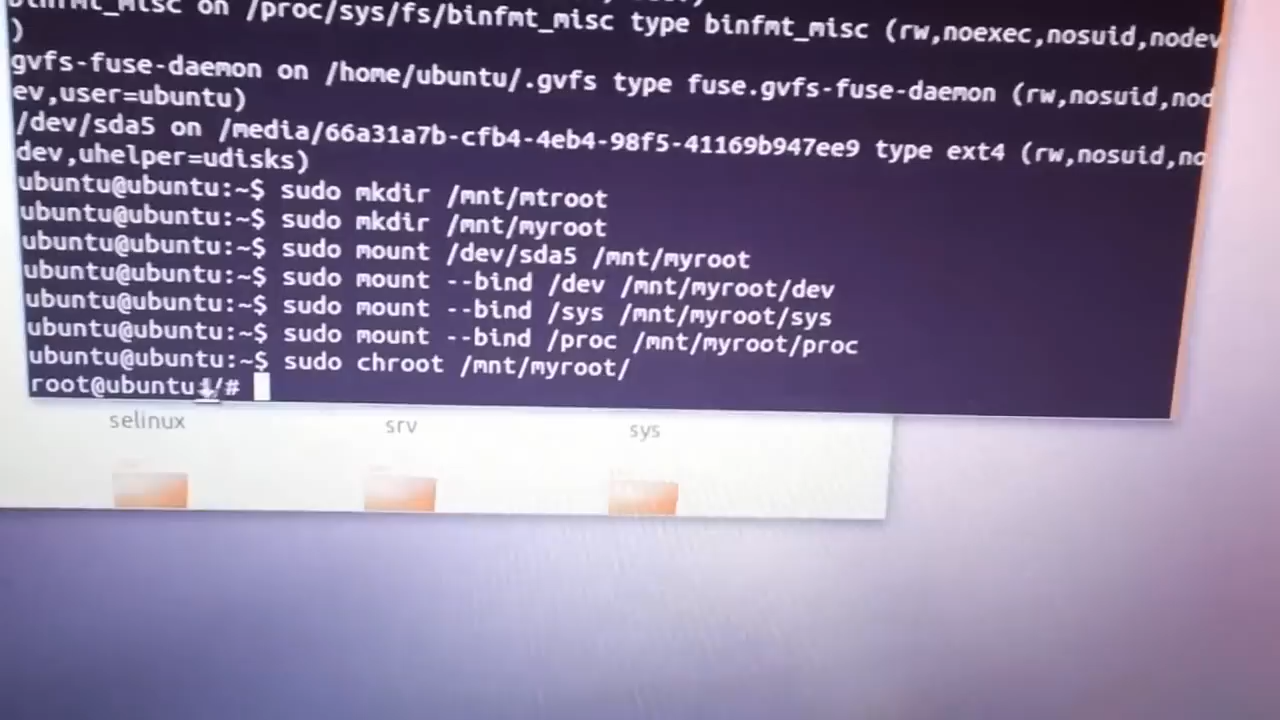 binfmt_misc on /proc/sys/fs/binfmt_misc type binfmt_misc (rw,noexec,nosuid,nodev
)
gvfs-fuse-daemon on /home/ubuntu/.gvfs type fuse.gvfs-fuse-daemon (rw,nosuid,nod
ev,user=ubuntu)
/dev/sda5 on /media/66a31a7b-cfb4-4eb4-98f5-41169b947ee9 type ext4 (rw,nosuid,no
dev,uhelper=udisks)
ubuntu@ubuntu:~$ sudo mkdir /mnt/mtroot
ubuntu@ubuntu:~$ sudo mkdir /mnt/myroot
ubuntu@ubuntu:~$ sudo mount /dev/sda5 /mnt/myroot
ubuntu@ubuntu:~$ sudo mount --bind /dev /mnt/myroot/dev
ubuntu@ubuntu:~$ sudo mount --bind /sys /mnt/myroot/sys
ubuntu@ubuntu:~$ sudo mount --bind /proc /mnt/myroot/proc
ubuntu@ubuntu:~$ sudo chroot /mnt/myroot/
root@ubuntu:/#
selinux srv sys